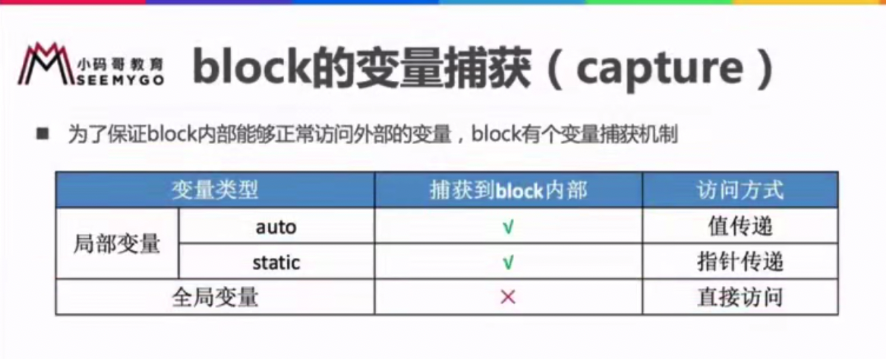 小码哥教育
SEEMYGO
block的变量捕获（capture）
■ 为了保证block内部能够正常访问外部的变量，block有个变量捕获机制
变量类型 捕获到block内部 访问方式
局部变量 auto √ 值传递
static √ 指针传递
全局变量 × 直接访问